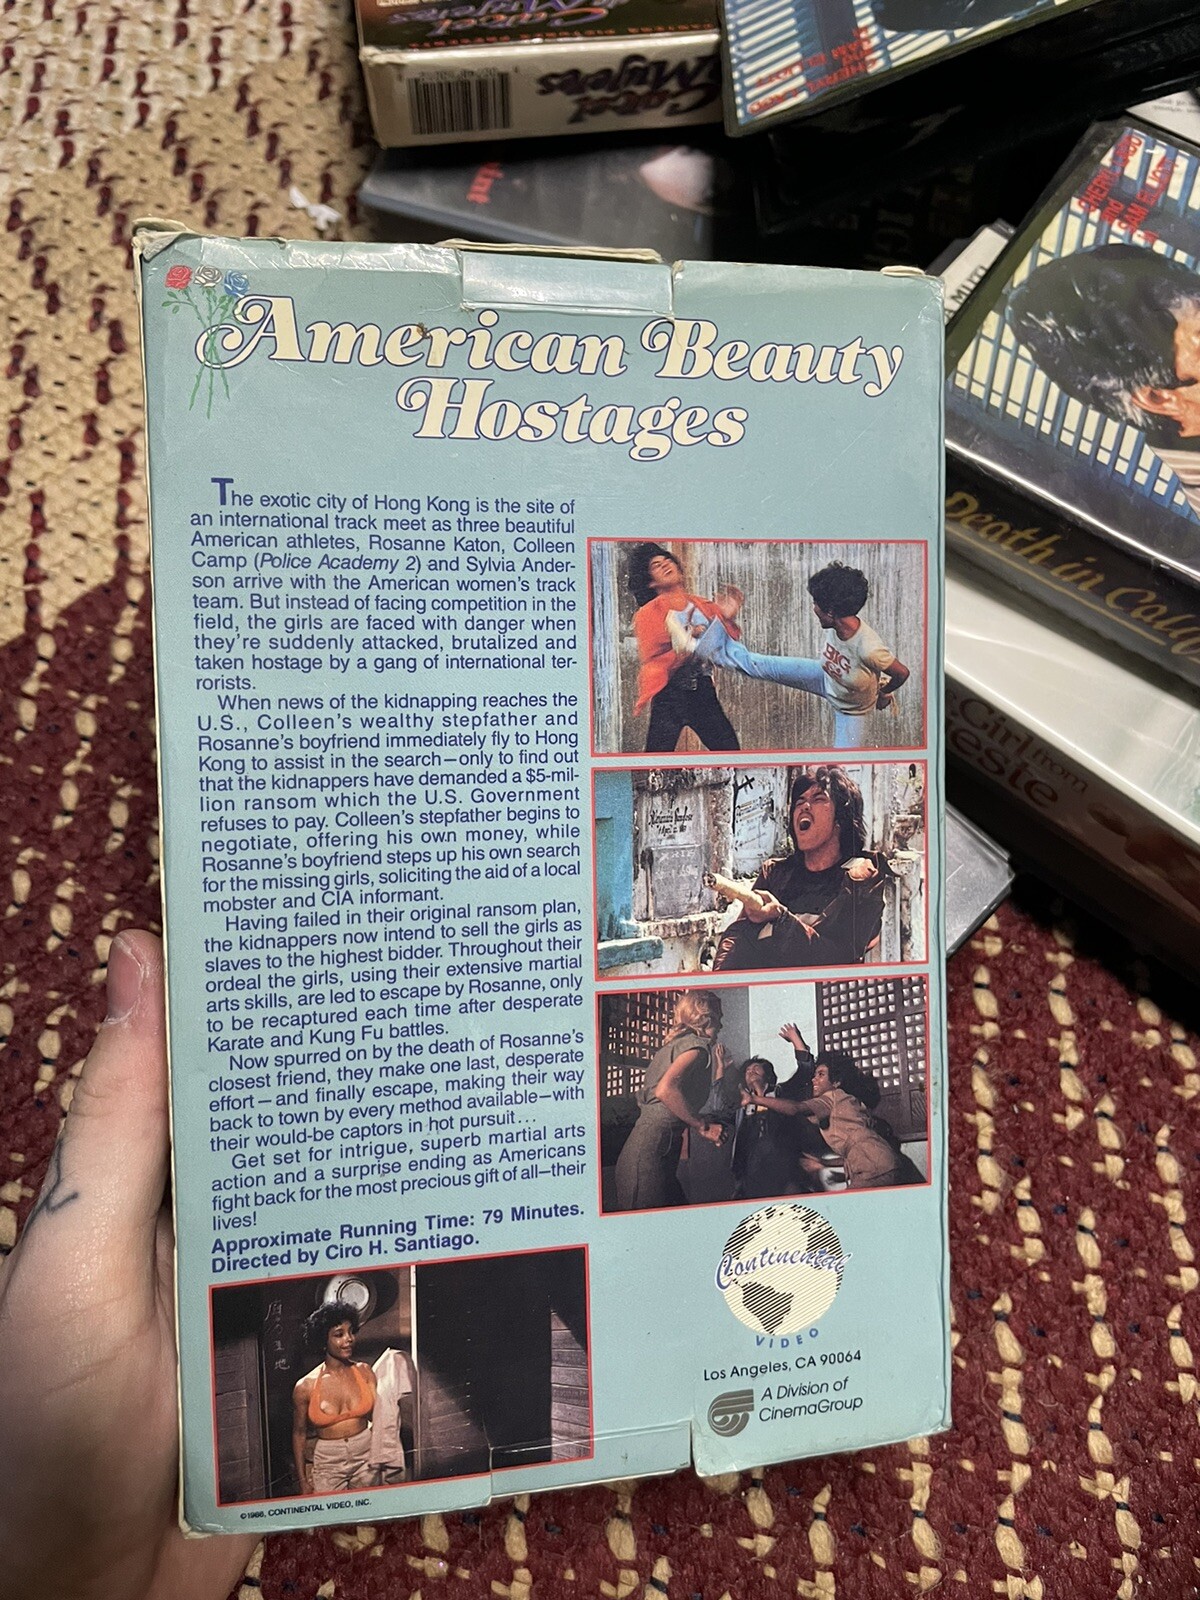 Carcel
de Mujeres
Carcel
Mujeres
American Beauty
Hostages
The exotic city of Hong Kong is the site of
an international track meet as three beautiful
American athletes, Rosanne Katon, Colleen
Camp (Police Academy 2) and Sylvia Ander-
son arrive with the American women's track
team. But instead of facing competition in the
field, the girls are faced with danger when
they're suddenly attacked, brutalized and
taken hostage by a gang of international ter-
rorists.
When news of the kidnapping reaches the
U.S., Colleen's wealthy stepfather and
Rosanne's boyfriend immediately fly to Hong
Kong to assist in the search—only to find out
that the kidnappers have demanded a $5-mil-
lion ransom which the U.S. Government
refuses to pay. Colleen's stepfather begins to
negotiate, offering his own money, while
Rosanne's boyfriend steps up his own search
for the missing girls, soliciting the aid of a local
mobster and CIA informant.
Having failed in their original ransom plan,
the kidnappers now intend to sell the girls as
slaves to the highest bidder. Throughout their
ordeal the girls, using their extensive martial
arts skills, are led to escape by Rosanne, only
to be recaptured each time after desperate
Karate and Kung Fu battles.
Now spurred on by the death of Rosanne's
closest friend, they make one last, desperate
effort—and finally escape, making their way
back to town by every method available—with
their would-be captors in hot pursuit...
Get set for intrigue, superb martial arts
action and a surprise ending as Americans
fight back for the most precious gift of all—their
lives!
Approximate Running Time: 79 Minutes.
Directed by Ciro H. Santiago.
BIG
Continental
VIDEO
Los Angeles, CA 90064
A Division of
CinemaGroup
©1986, CONTINENTAL VIDEO, INC.
Death in
Girl from